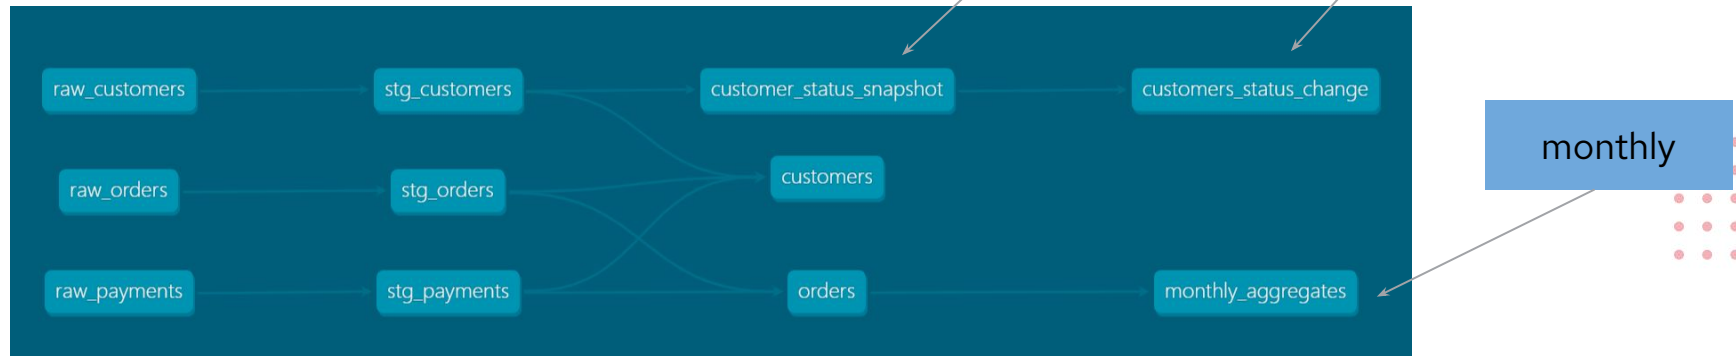 raw_customers
stg_customers
customer_status_snapshot
customers_status_change
monthly
customers
raw_orders
stg_orders
raw_payments
stg_payments
orders
monthly_aggregates